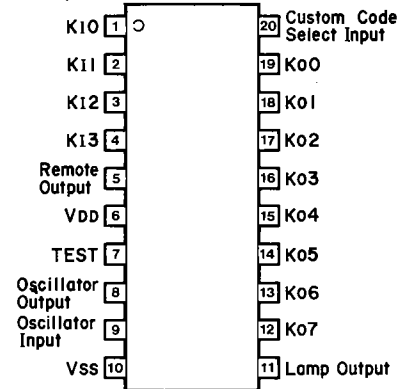 KI0 1
KI1 2
KI2 3
KI3 4
Remote
Output 5
VDD 6
TEST 7
Oscillator
Output 8
Oscillator
Input 9
VSS 10
20 Custom Code
Select Input
19 KO0
18 KO1
17 KO2
16 KO3
15 KO4
14 KO5
13 KO6
12 KO7
11 Lamp Output